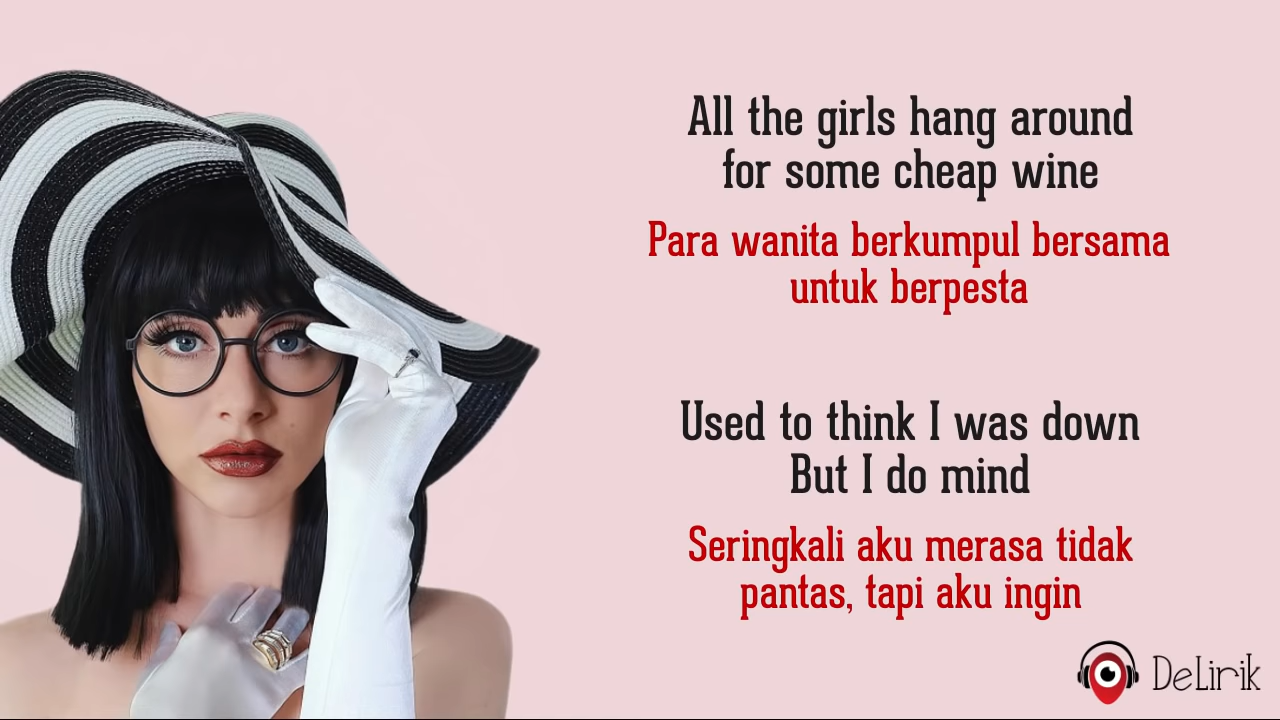 All the girls hang around
for some cheap wine
Para wanita berkumpul bersama
untuk berpesta
Used to think I was down
But I do mind
Seringkali aku merasa tidak
pantas, tapi aku ingin
DeLirik